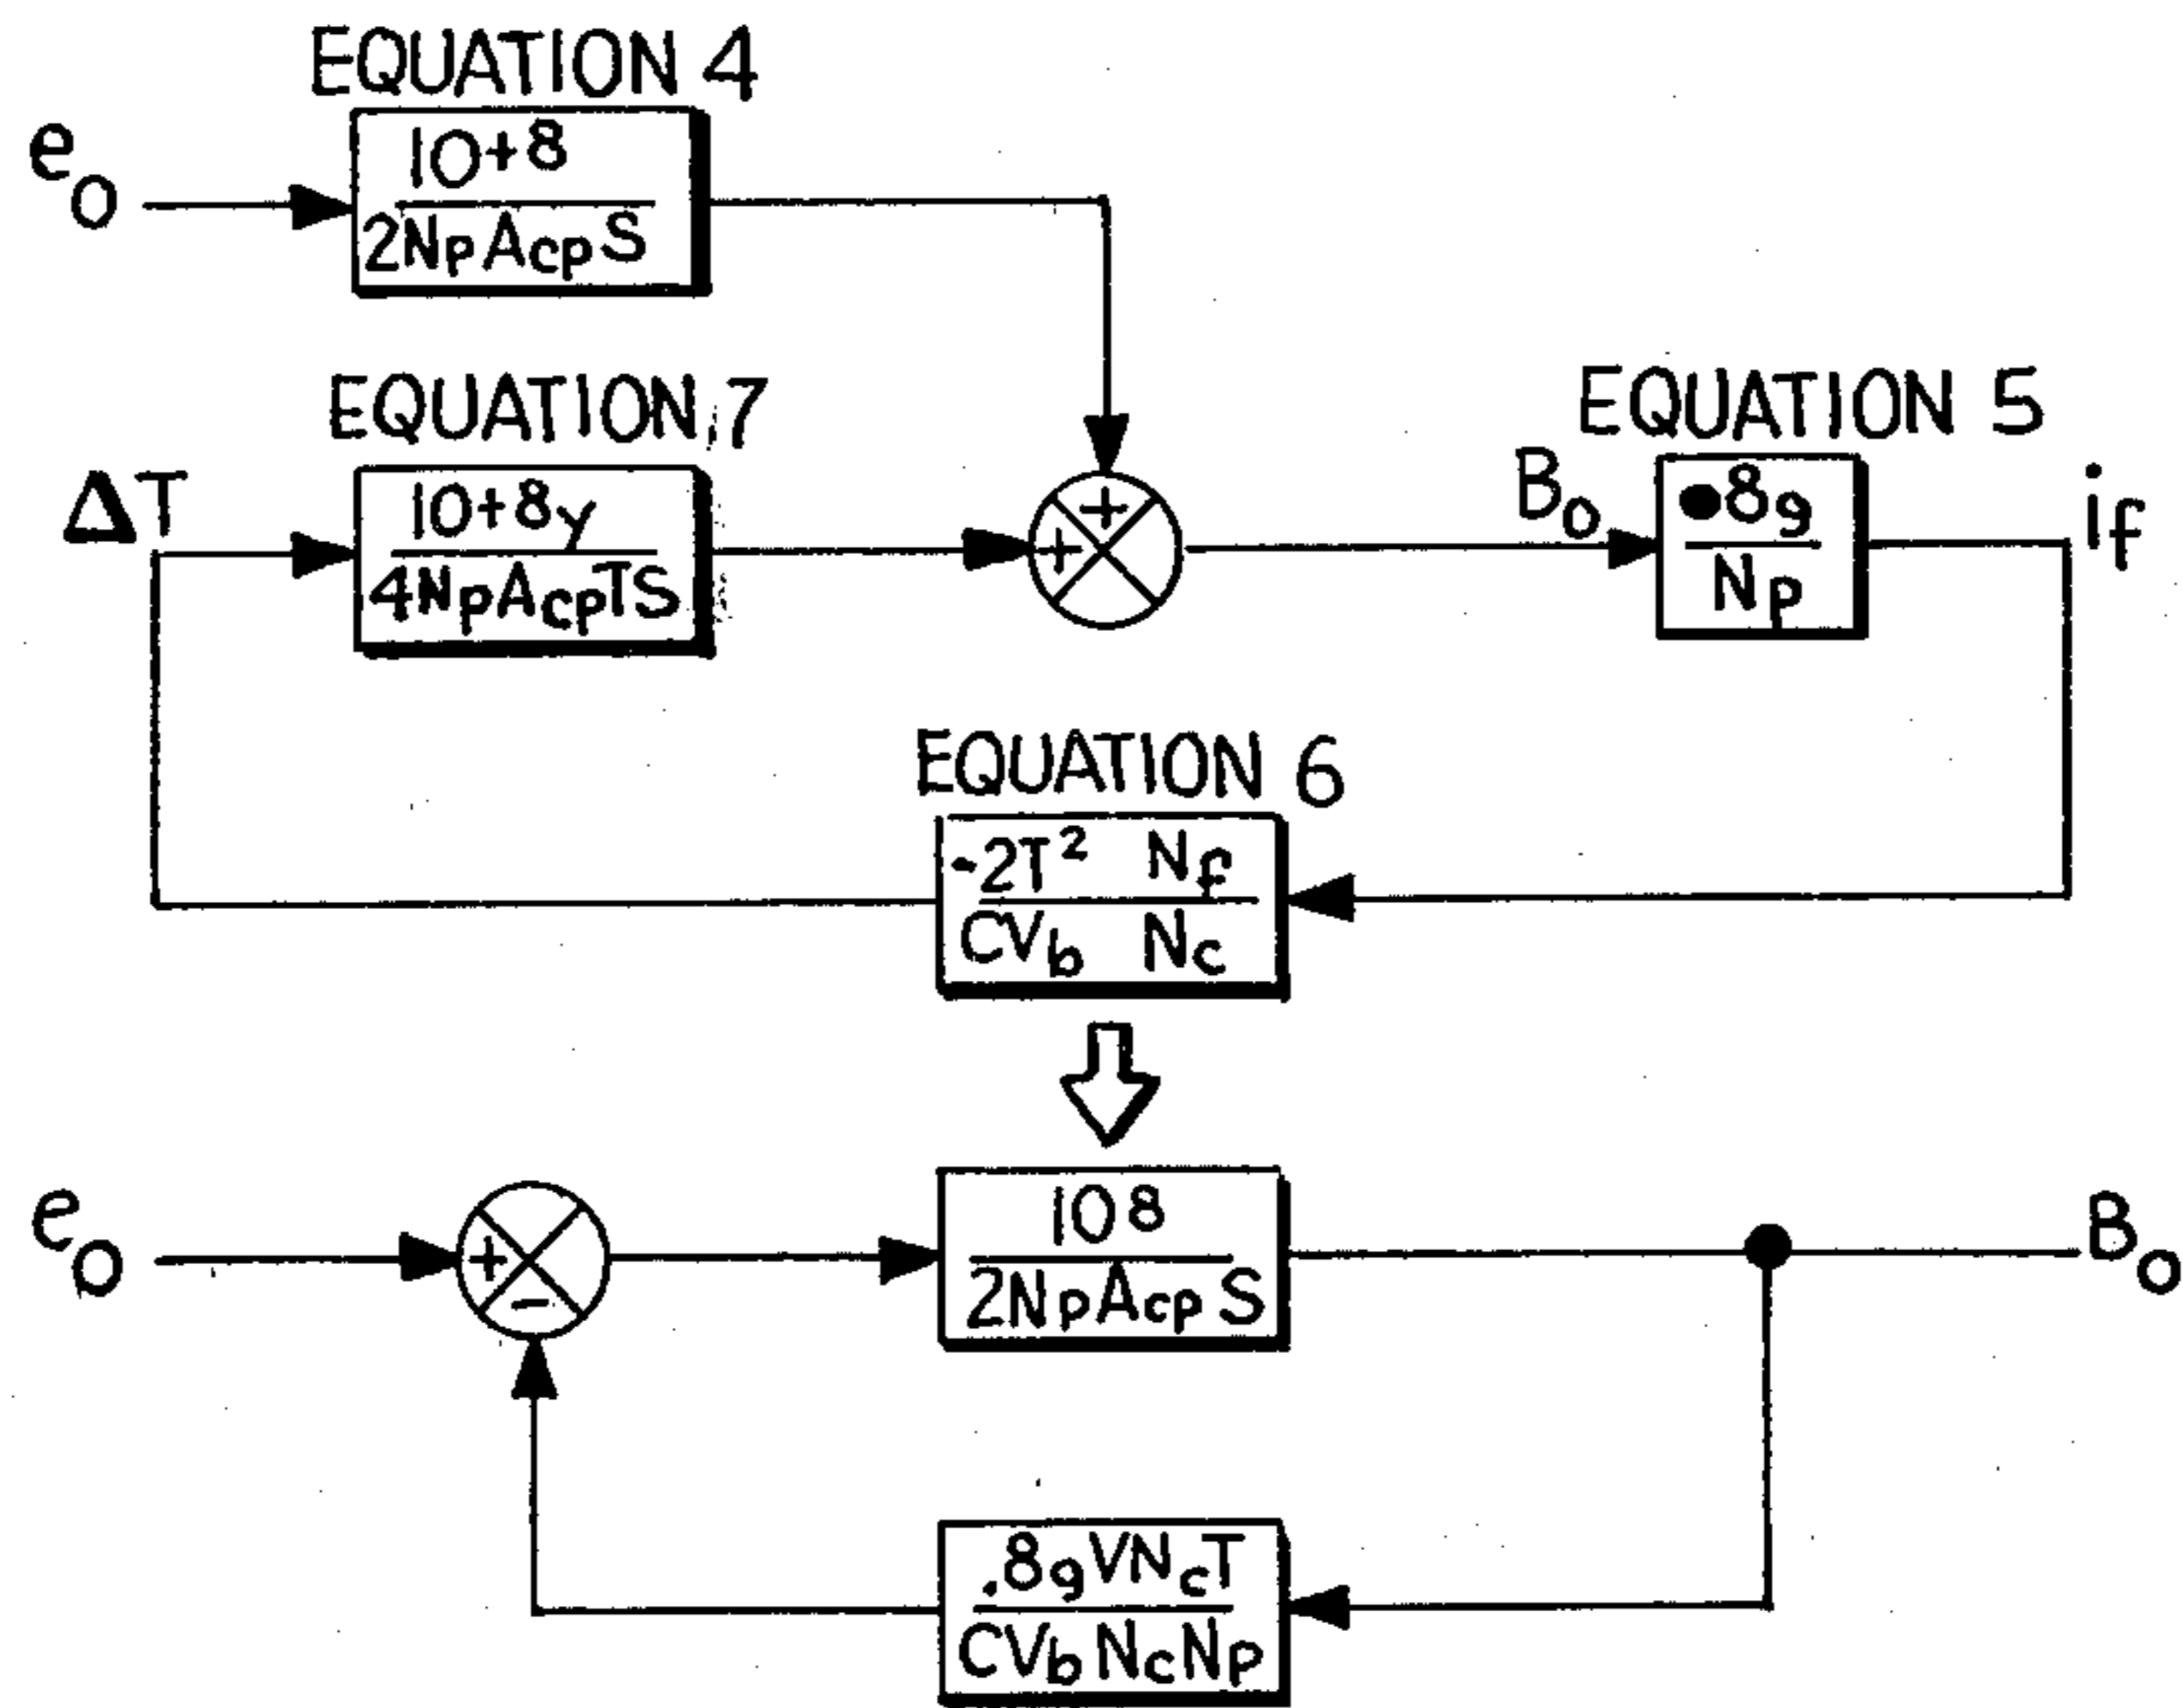 EQUATION 4
e₀
10⁺⁸
2NpAcpS
EQUATION 7
ΔT
10+8y
4NpAcpTS
+
+
EQUATION 5
B₀
●8g
Np
if
EQUATION 6
-2T² Nf
CVb Nc
e₀
+
-
10⁸
2NpAcpS
B₀
.8gVNcT
CVbNcNp